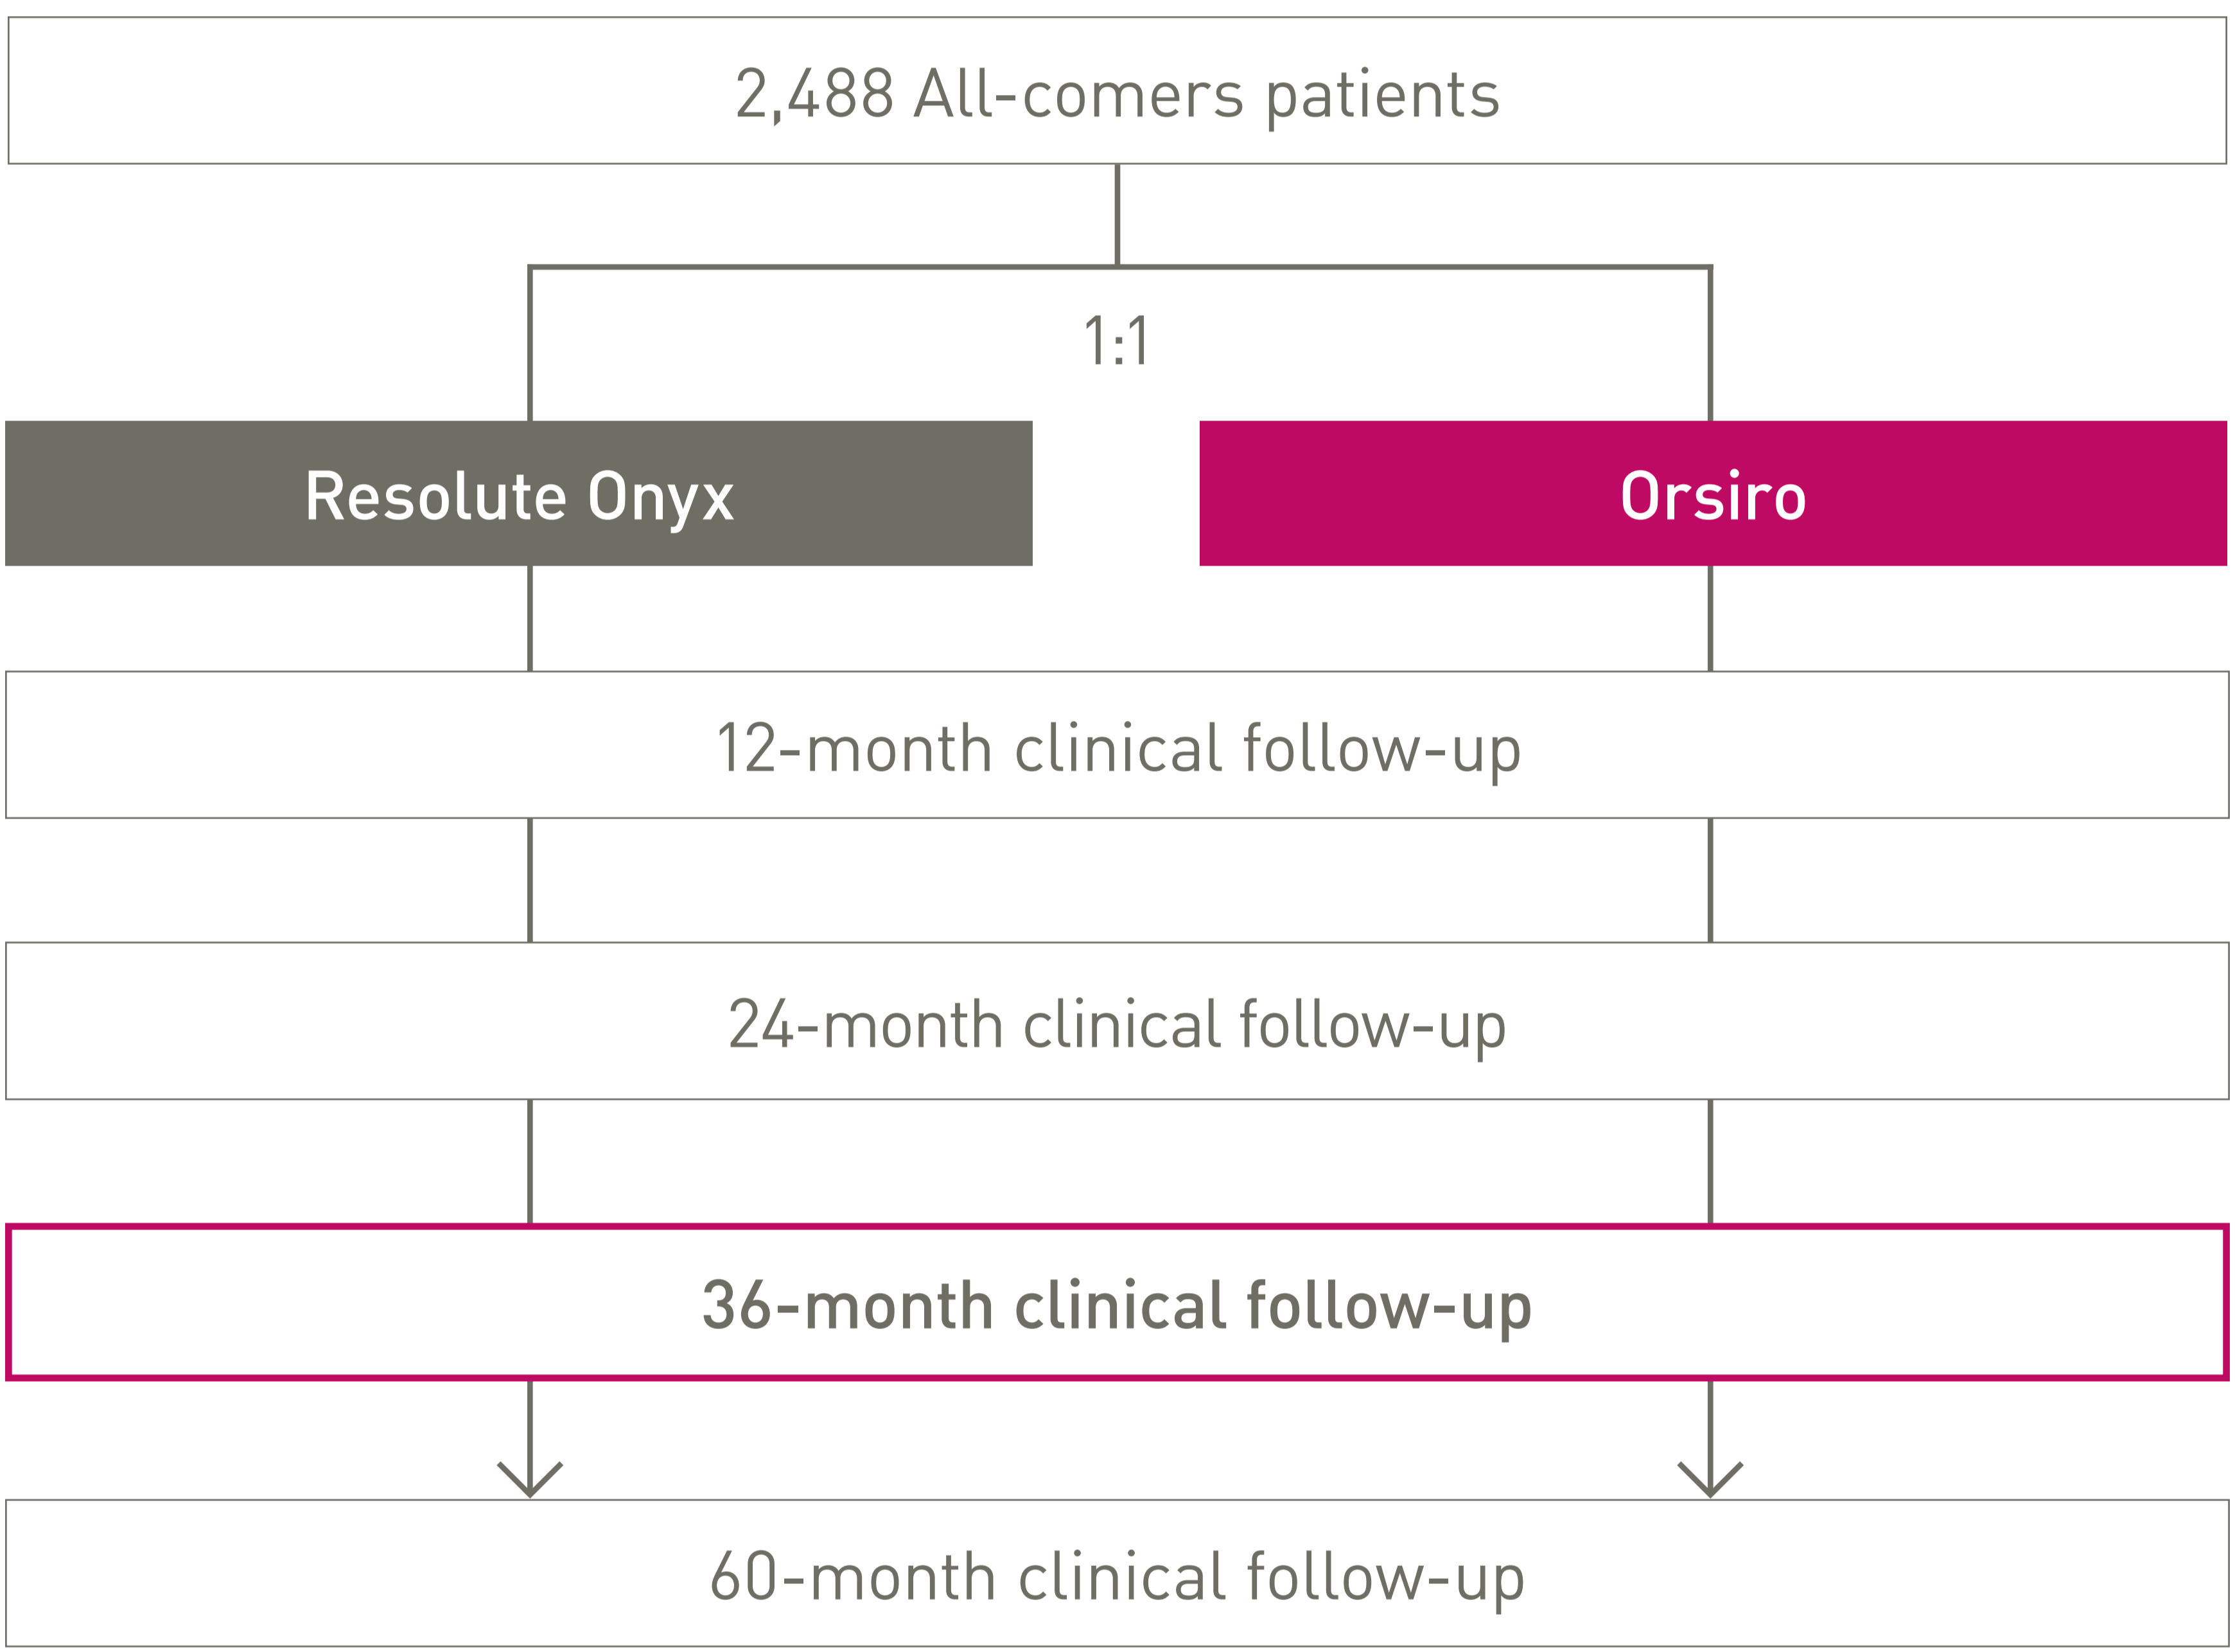 2,488 All-comers patients
1:1
Resolute Onyx
Orsiro
12-month clinical follow-up
24-month clinical follow-up
36-month clinical follow-up
60-month clinical follow-up